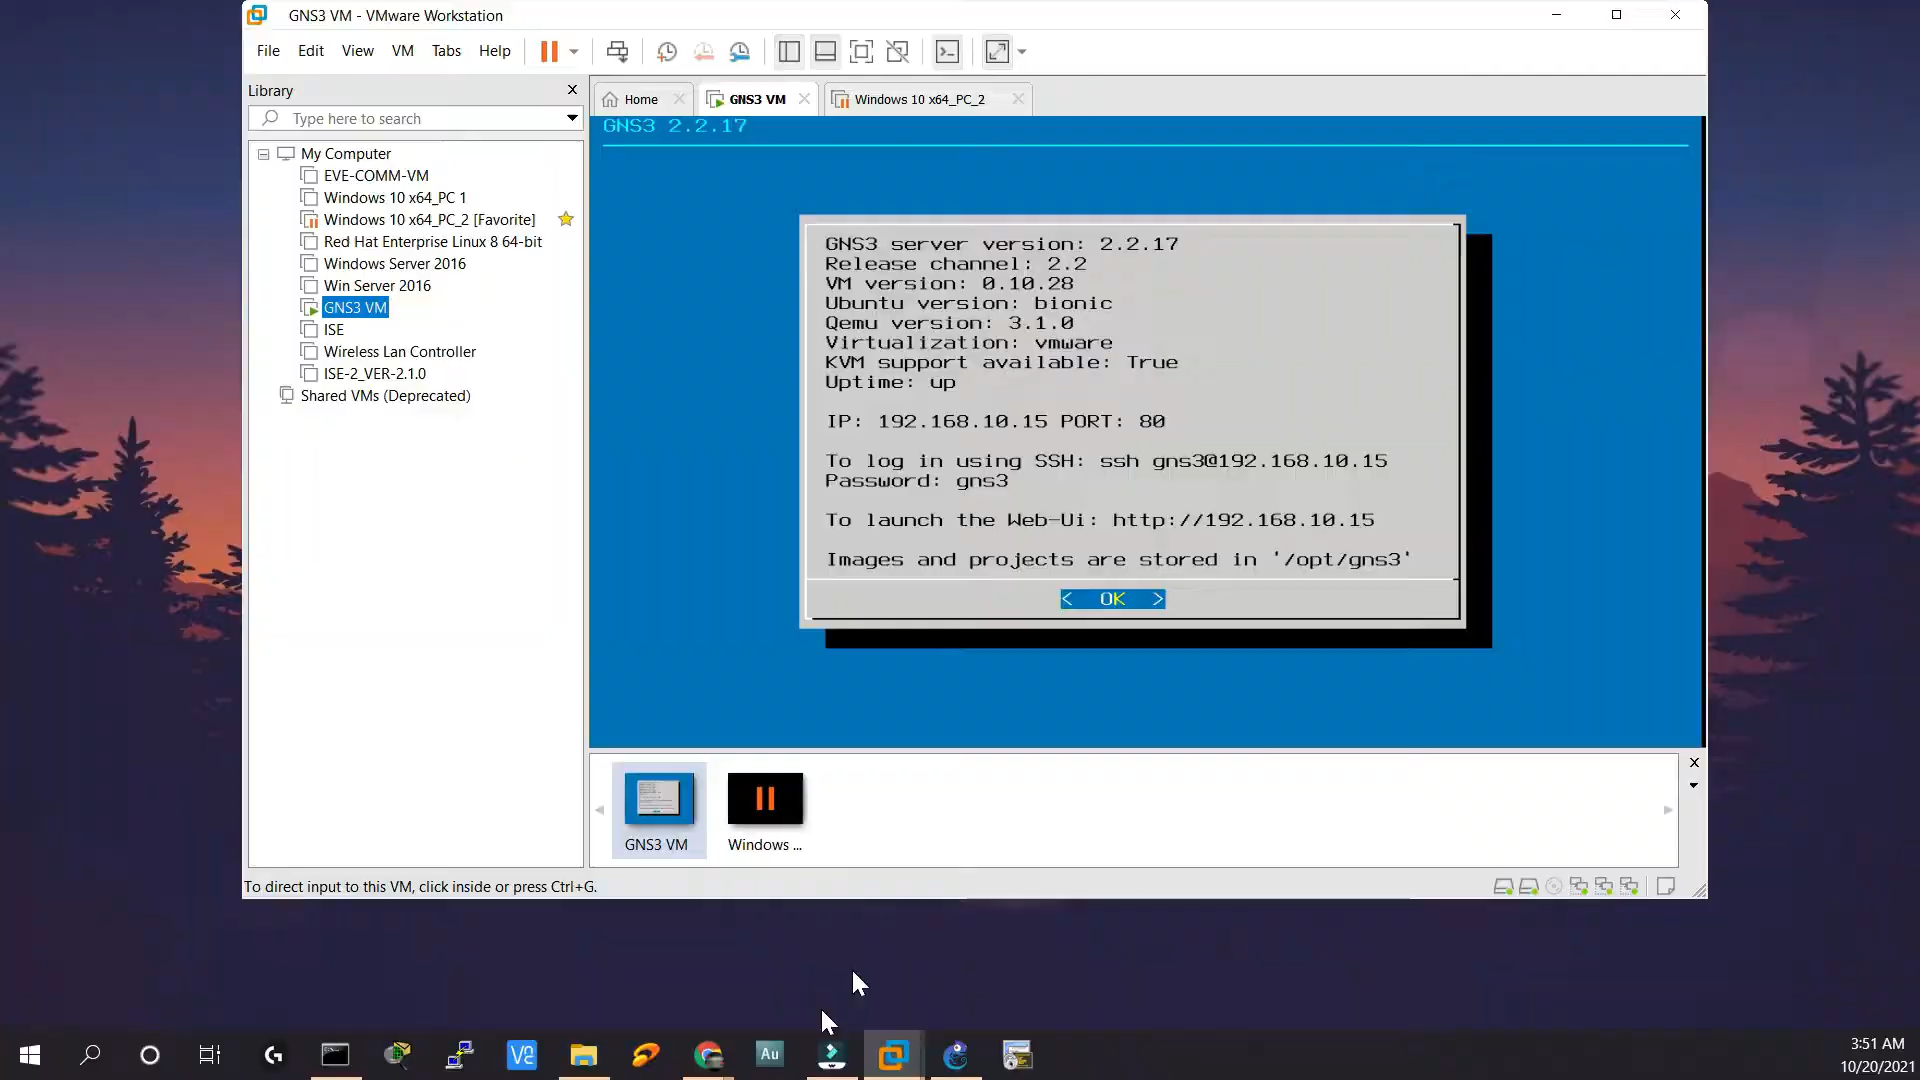 GNS3 VM - VMware Workstation
File Edit View VM Tabs Help
Library
Type here to search
My Computer
EVE-COMM-VM
Windows 10 x64_PC 1
Windows 10 x64_PC_2 [Favorite]
Red Hat Enterprise Linux 8 64-bit
Windows Server 2016
Win Server 2016
GNS3 VM
ISE
Wireless Lan Controller
ISE-2_VER-2.1.0
Shared VMs (Deprecated)
Home GNS3 VM Windows 10 x64_PC_2
GNS3 2.2.17
GNS3 server version: 2.2.17
Release channel: 2.2
VM version: 0.10.28
Ubuntu version: bionic
Qemu version: 3.1.0
Virtualization: vmware
KVM support available: True
Uptime: up
IP: 192.168.10.15 PORT: 80
To log in using SSH: ssh gns3@192.168.10.15
Password: gns3
To launch the Web-Ui: http://192.168.10.15
Images and projects are stored in '/opt/gns3'
< OK >
GNS3 VM Windows ...
To direct input to this VM, click inside or press Ctrl+G.
Au
3:51 AM
10/20/2021